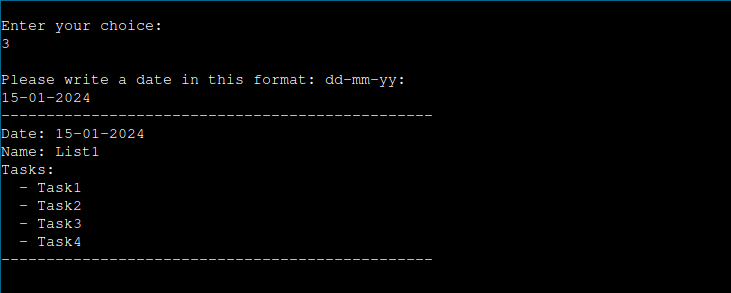 Enter your choice:
3
Please write a date in this format: dd-mm-yy:
15-01-2024
------------------------------------------------
Date: 15-01-2024
Name: List1
Tasks:
  - Task1
  - Task2
  - Task3
  - Task4
------------------------------------------------